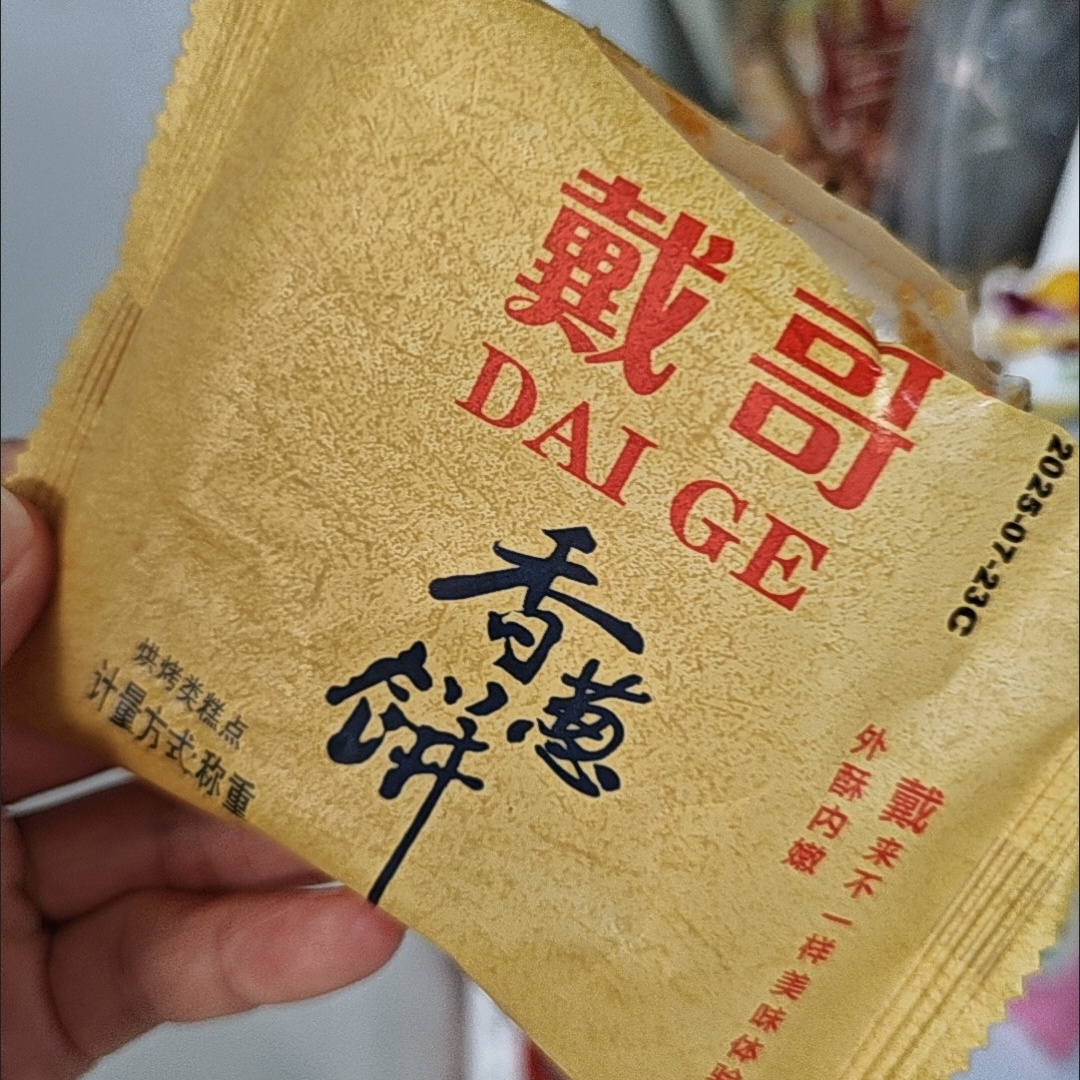 戴哥
DAI GE
2025-07-23C
香葱
饼
烘烤类糕点
计量方式:称重
戴来不一样美味体验
外酥内嫩